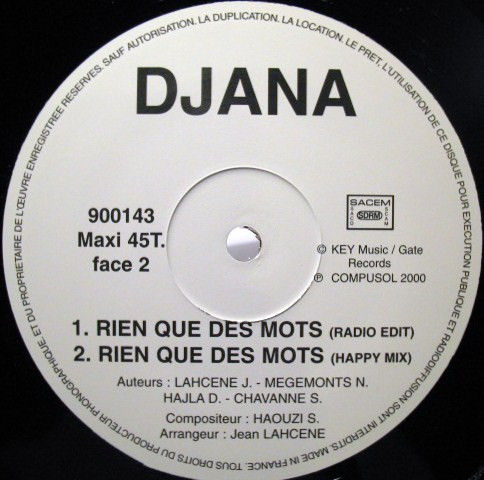 DJANA
900143
Maxi 45T.
face 2
SACEM
SACD SDRM SCAM
© KEY Music / Gate
Records
℗ COMPUSOL 2000
1. RIEN QUE DES MOTS (RADIO EDIT)
2. RIEN QUE DES MOTS (HAPPY MIX)
Auteurs : LAHCENE J. - MEGEMONTS N.
HAJLA D. - CHAVANNE S.
Compositeur : HAOUZI S.
Arrangeur : Jean LAHCENE
MADE IN FRANCE. TOUS DROITS DU PRODUCTEUR PHONOGRAPHIQUE ET DU PROPRIETAIRE DE L'ŒUVRE ENREGISTREE RESERVES. SAUF AUTORISATION. LA DUPLICATION. LA LOCATION. LE PRET, L'UTILISATION DE CE DISQUE POUR EXECUTION PUBLIQUE ET RADIODIFFUSION SONT INTERDITS.